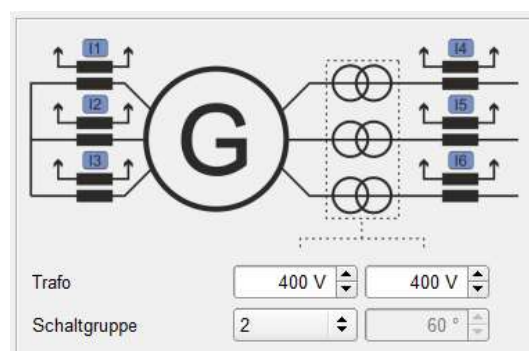 I1
I4
I2
G
I5
I3
I6
Trafo 400 V 400 V
Schaltgruppe 2 60 °